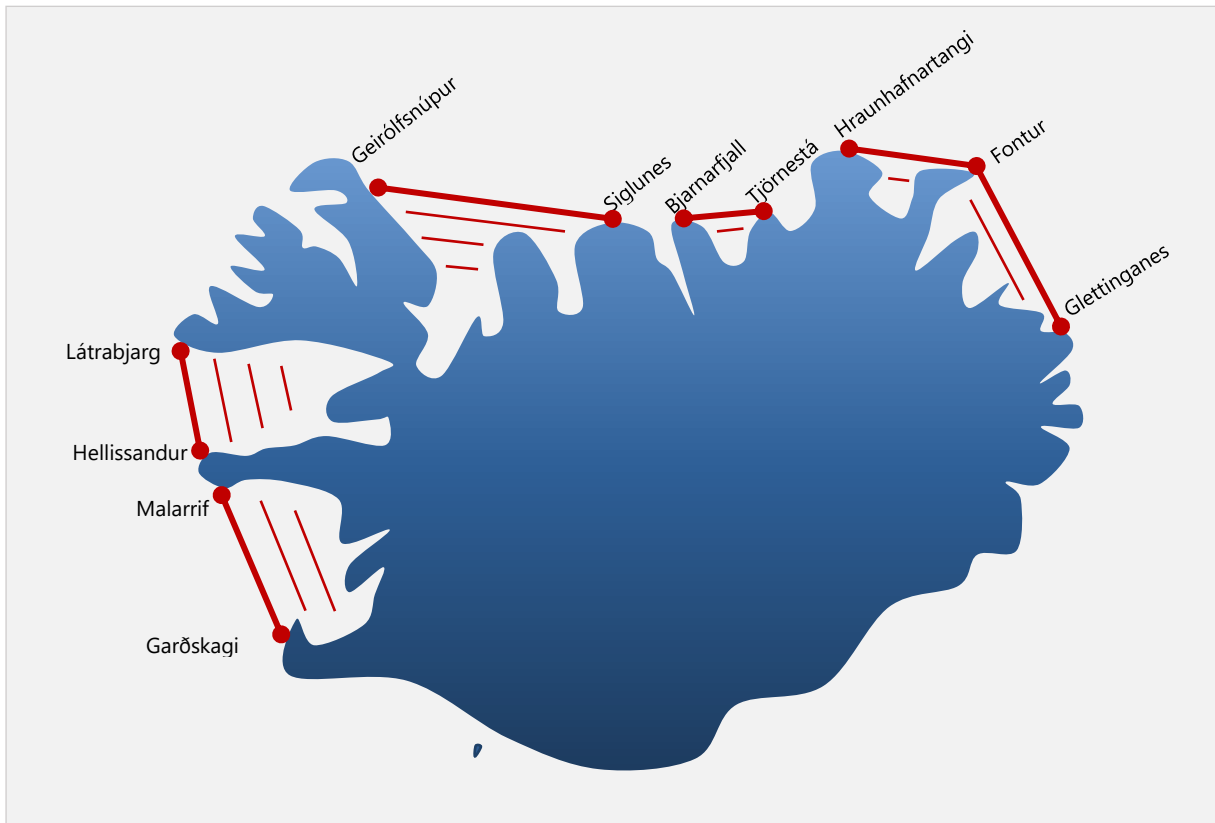 Geirólfsnúpur
Siglunes
Bjarnarfjall
Tjörnestá
Hraunhafnartangi
Fontur
Glettinganes
Látrabjarg
Hellissandur
Malarrif
Garðskagi